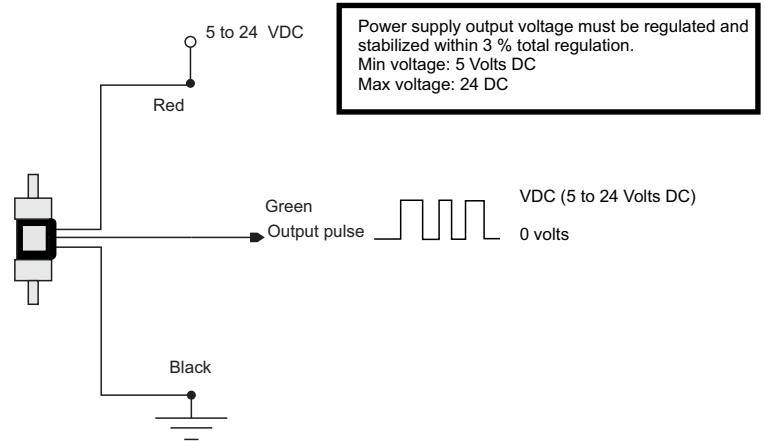 5 to 24 VDC
Power supply output voltage must be regulated and
stabilized within 3 % total regulation.
Min voltage: 5 Volts DC
Max voltage: 24 DC
Red
Green
Output pulse
VDC (5 to 24 Volts DC)
0 volts
Black